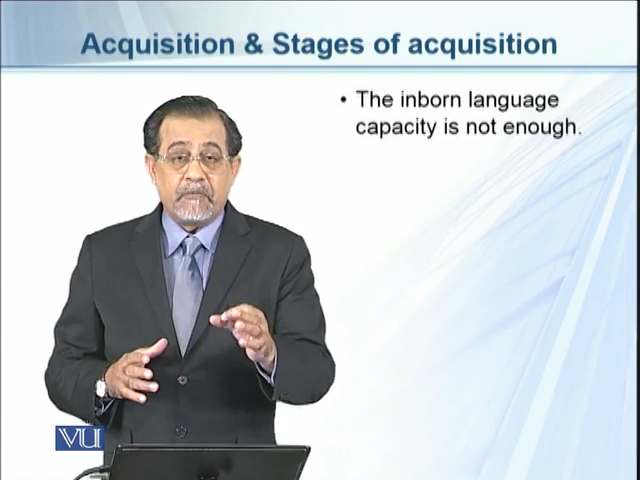 Acquisition & Stages of acquisition
• The inborn language
capacity is not enough.
VU